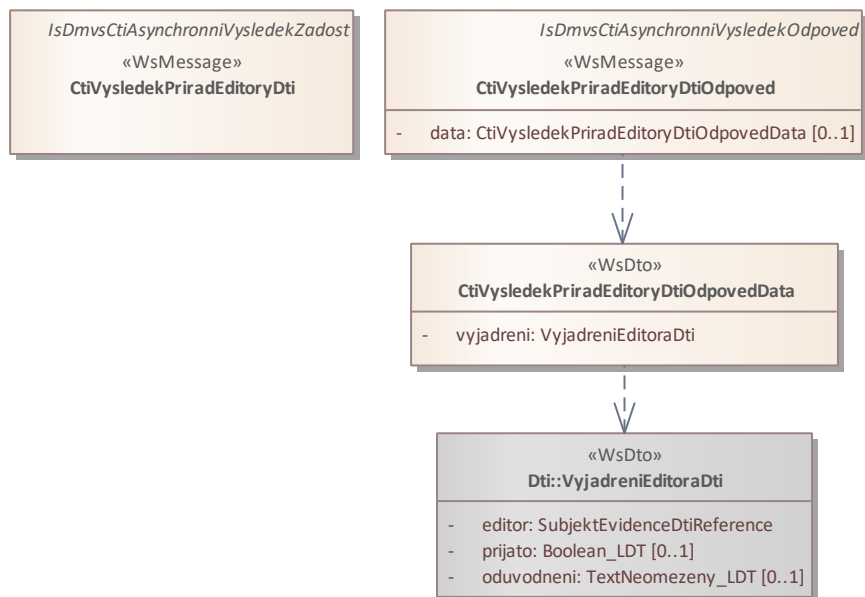 IsDmvsCtiAsynchronniVysledekZadost
«WsMessage»
CtiVysledekPriradEditoryDti
IsDmvsCtiAsynchronniVysledekOdpoved
«WsMessage»
CtiVysledekPriradEditoryDtiOdpoved
- data: CtiVysledekPriradEditoryDtiOdpovedData [0..1]
«WsDto»
CtiVysledekPriradEditoryDtiOdpovedData
- vyjadreni: VyjadreniEditoraDti
«WsDto»
Dti::VyjadreniEditoraDti
- editor: SubjektEvidenceDtiReference
- prijato: Boolean_LDT [0..1]
- oduvodneni: TextNeomezeny_LDT [0..1]